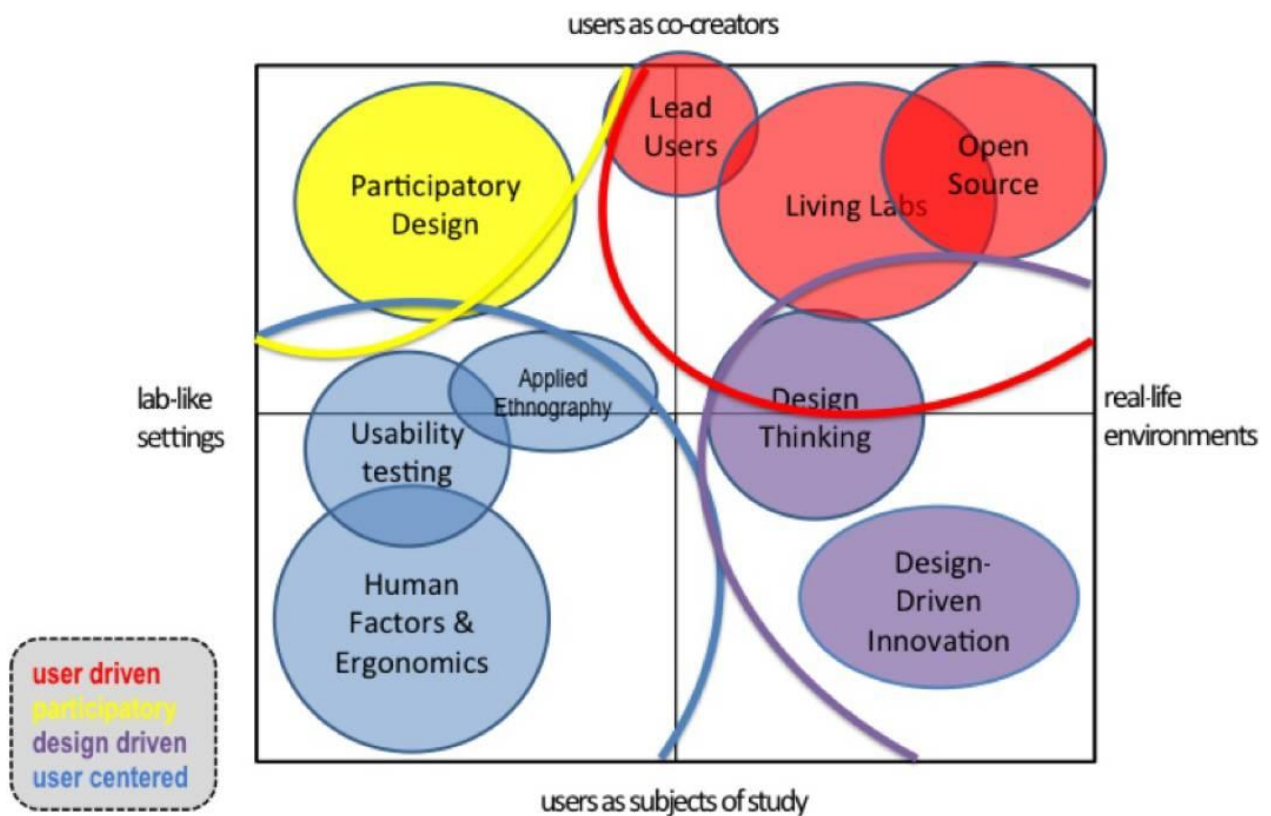 users as co-creators
Lead
Users
Open
Source
Participatory
Design
Living Labs
lab-like
settings
Applied
Ethnography
Usability
testing
Design
Thinking
real-life
environments
Human
Factors &
Ergonomics
Design-
Driven
Innovation
user driven
participatory
design driven
user centered
users as subjects of study